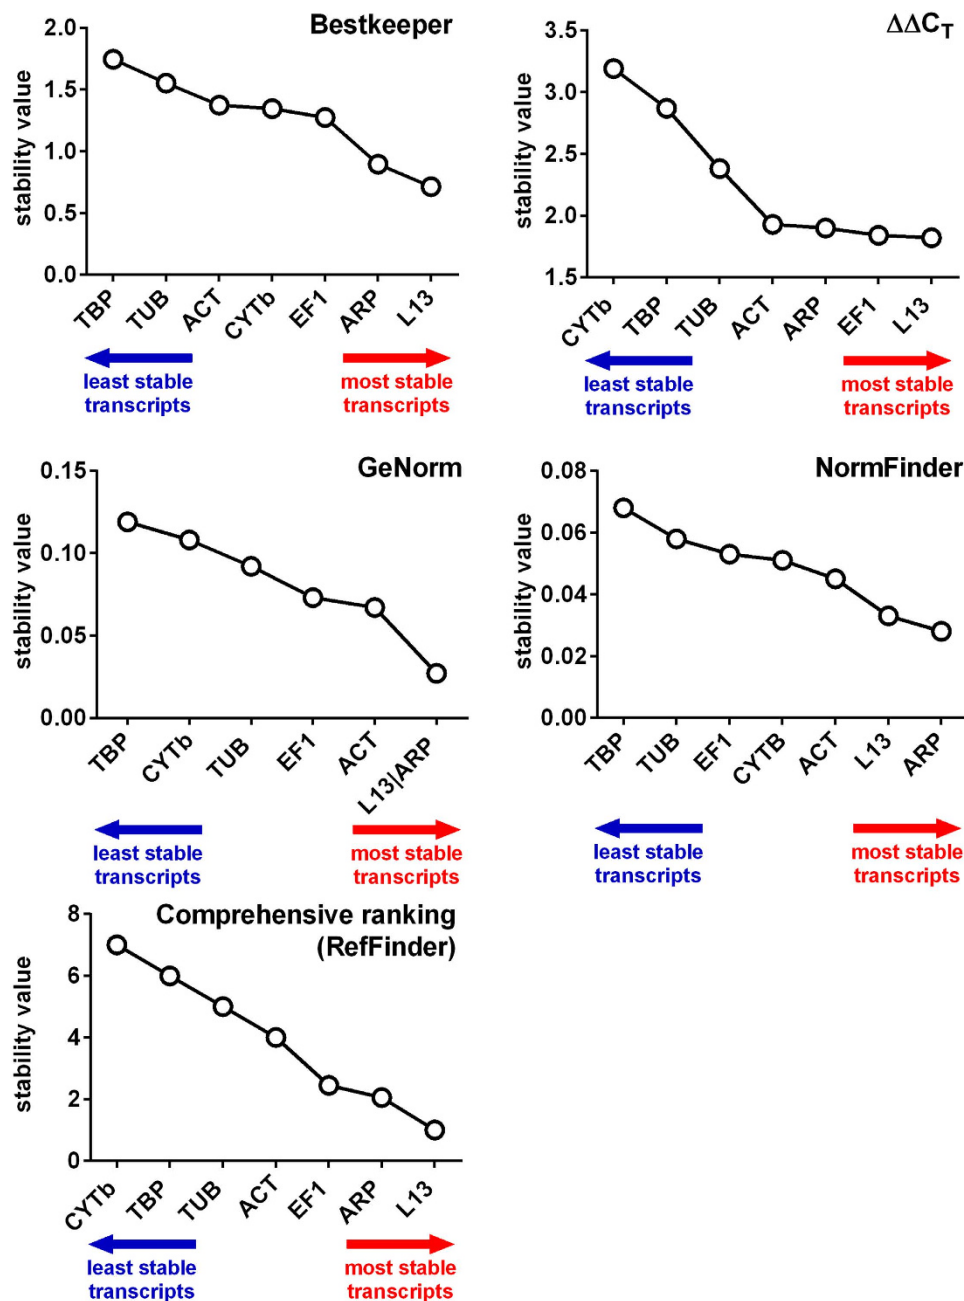 Bestkeeper
stability value
2.0
1.5
1.0
0.5
0.0
TBP
TUB
ACT
CYTb
EF1
ARP
L13
least stable
transcripts
most stable
transcripts
ΔΔCT
stability value
3.5
3.0
2.5
2.0
1.5
CYTb
TBP
TUB
ACT
ARP
EF1
L13
least stable
transcripts
most stable
transcripts
GeNorm
stability value
0.15
0.10
0.05
0.00
TBP
CYTb
TUB
EF1
ACT
L13|ARP
least stable
transcripts
most stable
transcripts
NormFinder
stability value
0.08
0.06
0.04
0.02
0.00
TBP
TUB
EF1
CYTB
ACT
L13
ARP
least stable
transcripts
most stable
transcripts
Comprehensive ranking
(RefFinder)
stability value
8
6
4
2
0
CYTb
TBP
TUB
ACT
EF1
ARP
L13
least stable
transcripts
most stable
transcripts